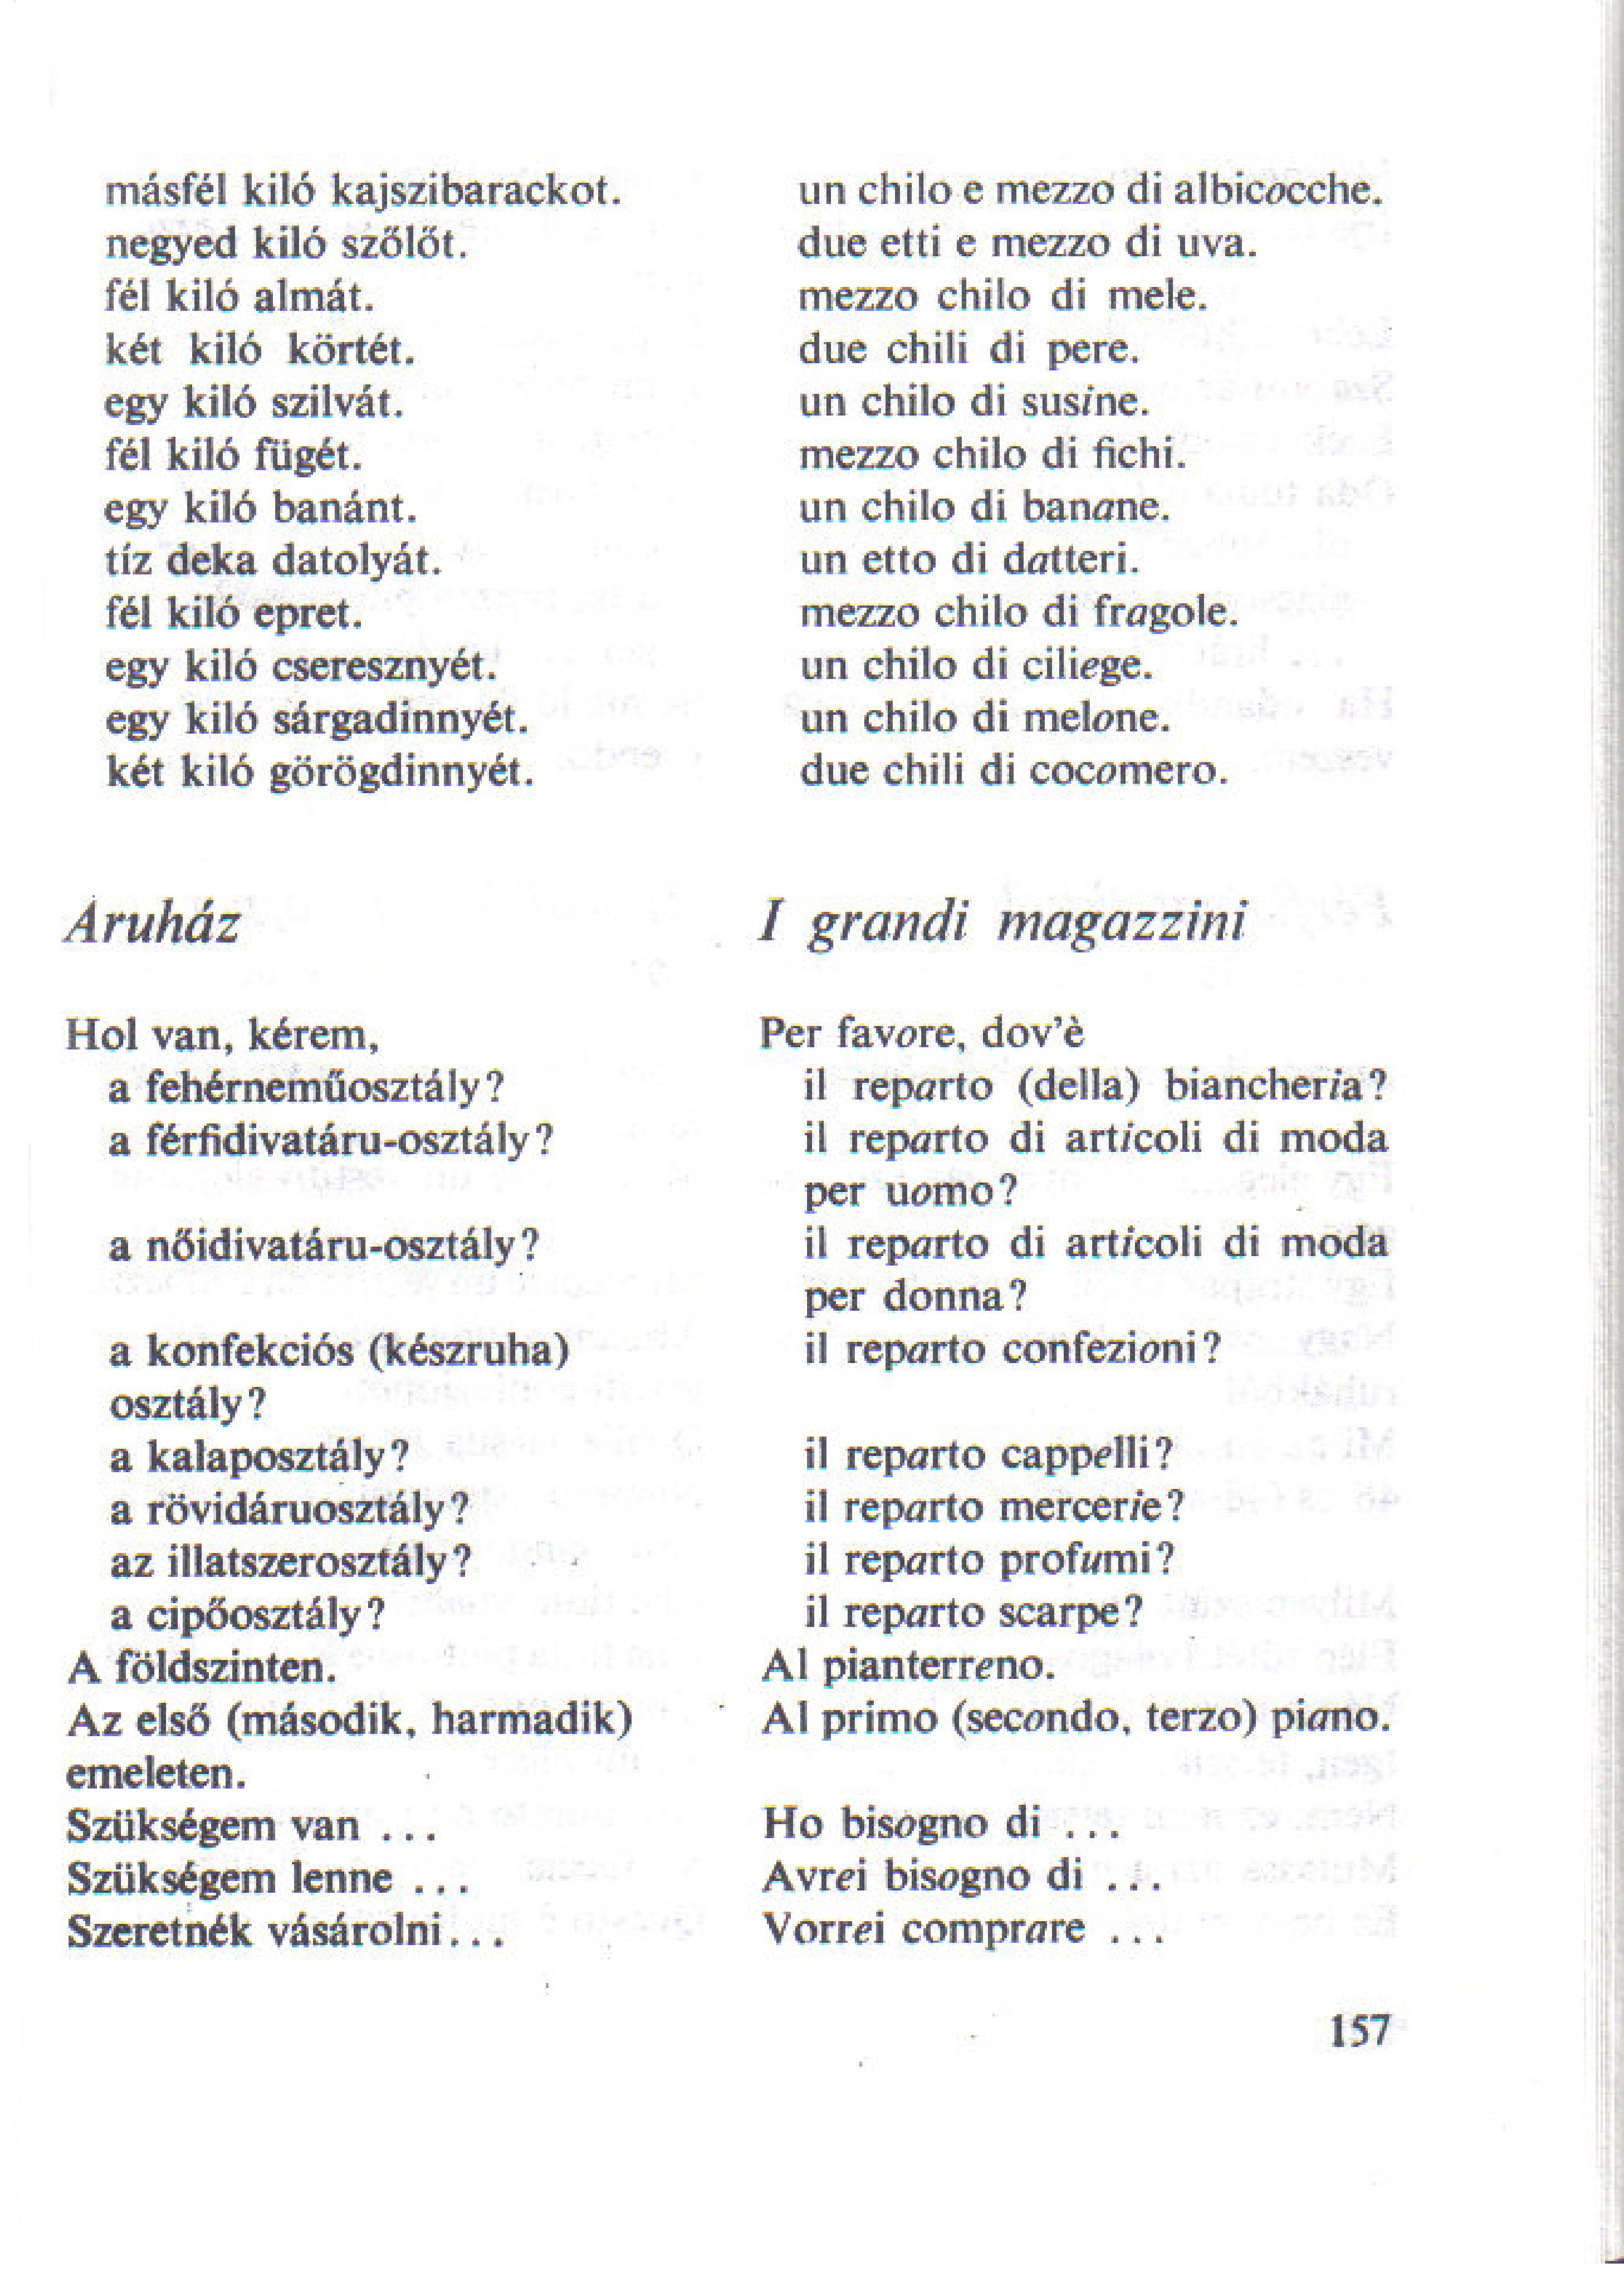 másfél kiló kajszibarackot. un chilo e mezzo di albicocche.
negyed kiló szőlőt. due etti e mezzo di uva.
fél kiló almát. mezzo chilo di mele.
két kiló körtét. due chili di pere.
egy kiló szilvát. un chilo di susine.
fél kiló fügét. mezzo chilo di fichi.
egy kiló banánt. un chilo di banane.
tíz deka datolyát. un etto di datteri.
fél kiló epret. mezzo chilo di fragole.
egy kiló cseresznyét. un chilo di ciliege.
egy kiló sárgadinnyét. un chilo di melone.
két kiló görögdinnyét. due chili di cocomero.
Áruház I grandi magazzini
Hol van, kérem, Per favore, dov'è
a fehérneműosztály? il reparto (della) biancheria?
a férfidivatáru-osztály? il reparto di articoli di moda
per uomo?
a nőidivatáru-osztály? il reparto di articoli di moda
per donna?
a konfekciós (készruha) il reparto confezioni?
osztály?
a kalaposztály? il reparto cappelli?
a rövidáruosztály? il reparto mercerie?
az illatszerosztály? il reparto profumi?
a cipőosztály? il reparto scarpe?
A földszinten. Al pianterreno.
Az első (második, harmadik) Al primo (secondo, terzo) piano.
emeleten.
Szükségem van ... Ho bisogno di ...
Szükségem lenne ... Avrei bisogno di ...
Szeretnék vásárolni... Vorrei comprare ...
157